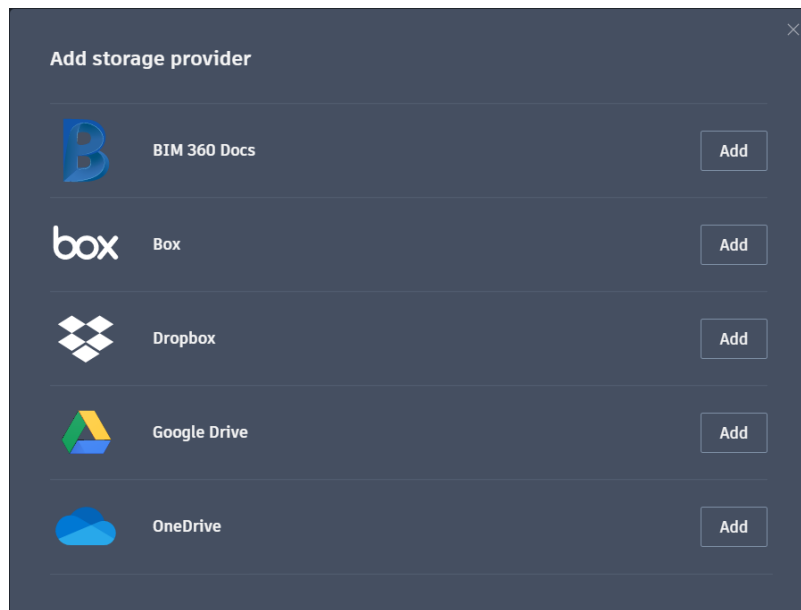 Add storage provider
BIM 360 Docs
Add
box
Box
Add
Dropbox
Add
Google Drive
Add
OneDrive
Add